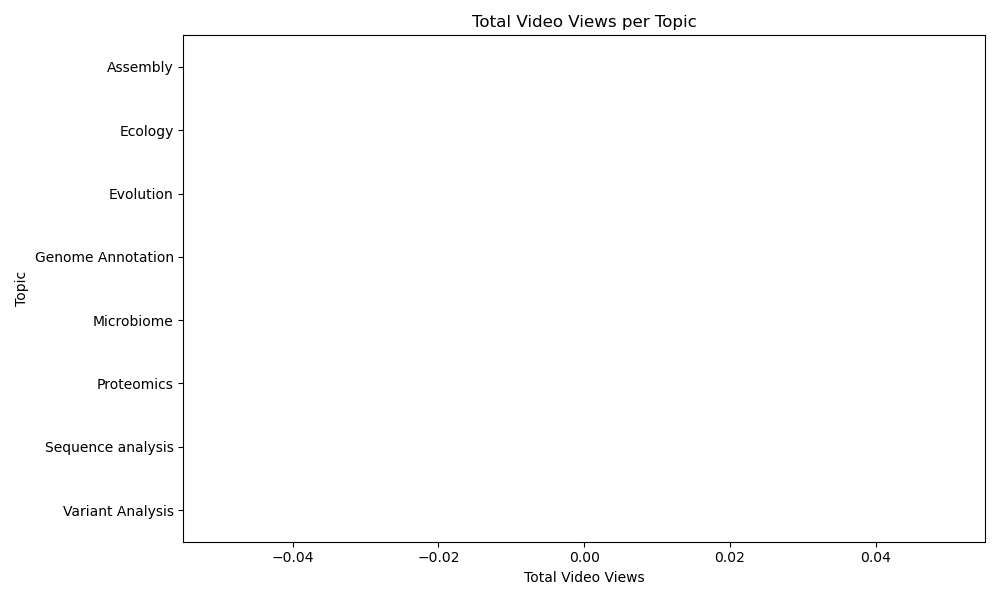 Total Video Views per Topic
Assembly
Ecology
Evolution
Genome Annotation
Microbiome
Proteomics
Sequence analysis
Variant Analysis
Topic
−0.04 −0.02 0.00 0.02 0.04
Total Video Views